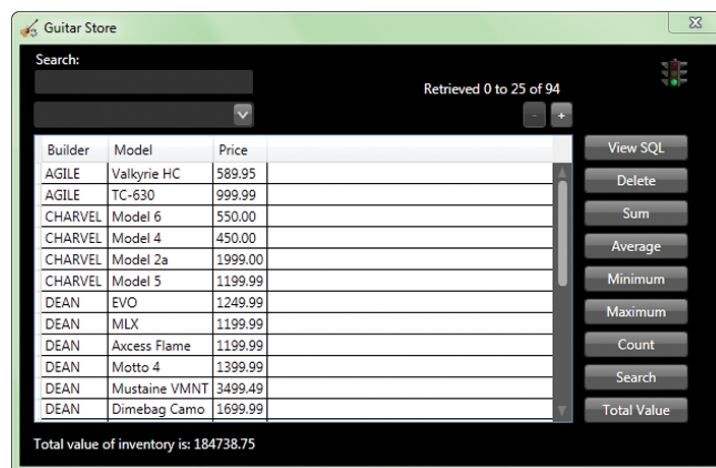 Guitar Store
Search:
Retrieved 0 to 25 of 94
- +
Builder Model Price
AGILE Valkyrie HC 589.95
AGILE TC-630 999.99
CHARVEL Model 6 550.00
CHARVEL Model 4 450.00
CHARVEL Model 2a 1999.00
CHARVEL Model 5 1199.99
DEAN EVO 1249.99
DEAN MLX 1199.99
DEAN Axcess Flame 1199.99
DEAN Motto 4 1399.99
DEAN Mustaine VMNT 3499.49
DEAN Dimebag Camo 1699.99
View SQL
Delete
Sum
Average
Minimum
Maximum
Count
Search
Total Value
Total value of inventory is: 184738.75